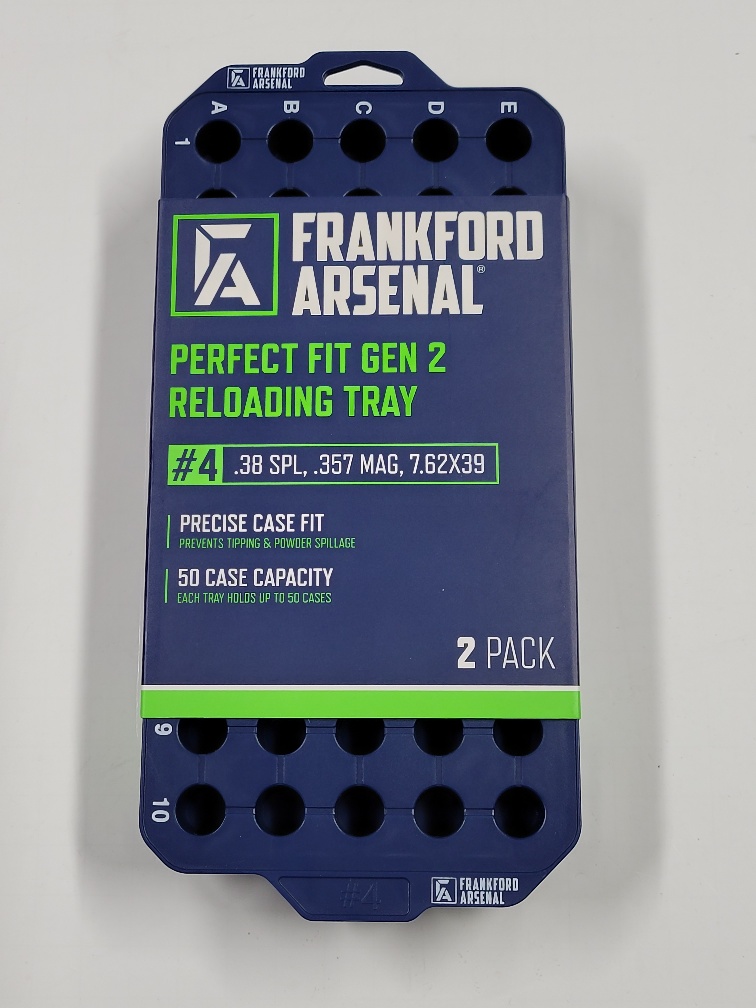 FRANKFORD
ARSENAL
A B C D E
1
FRANKFORD
ARSENAL®
PERFECT FIT GEN 2
RELOADING TRAY
#4 .38 SPL, .357 MAG, 7.62X39
PRECISE CASE FIT
PREVENTS TIPPING & POWDER SPILLAGE
50 CASE CAPACITY
EACH TRAY HOLDS UP TO 50 CASES
2 PACK
9
10
#4
FRANKFORD
ARSENAL